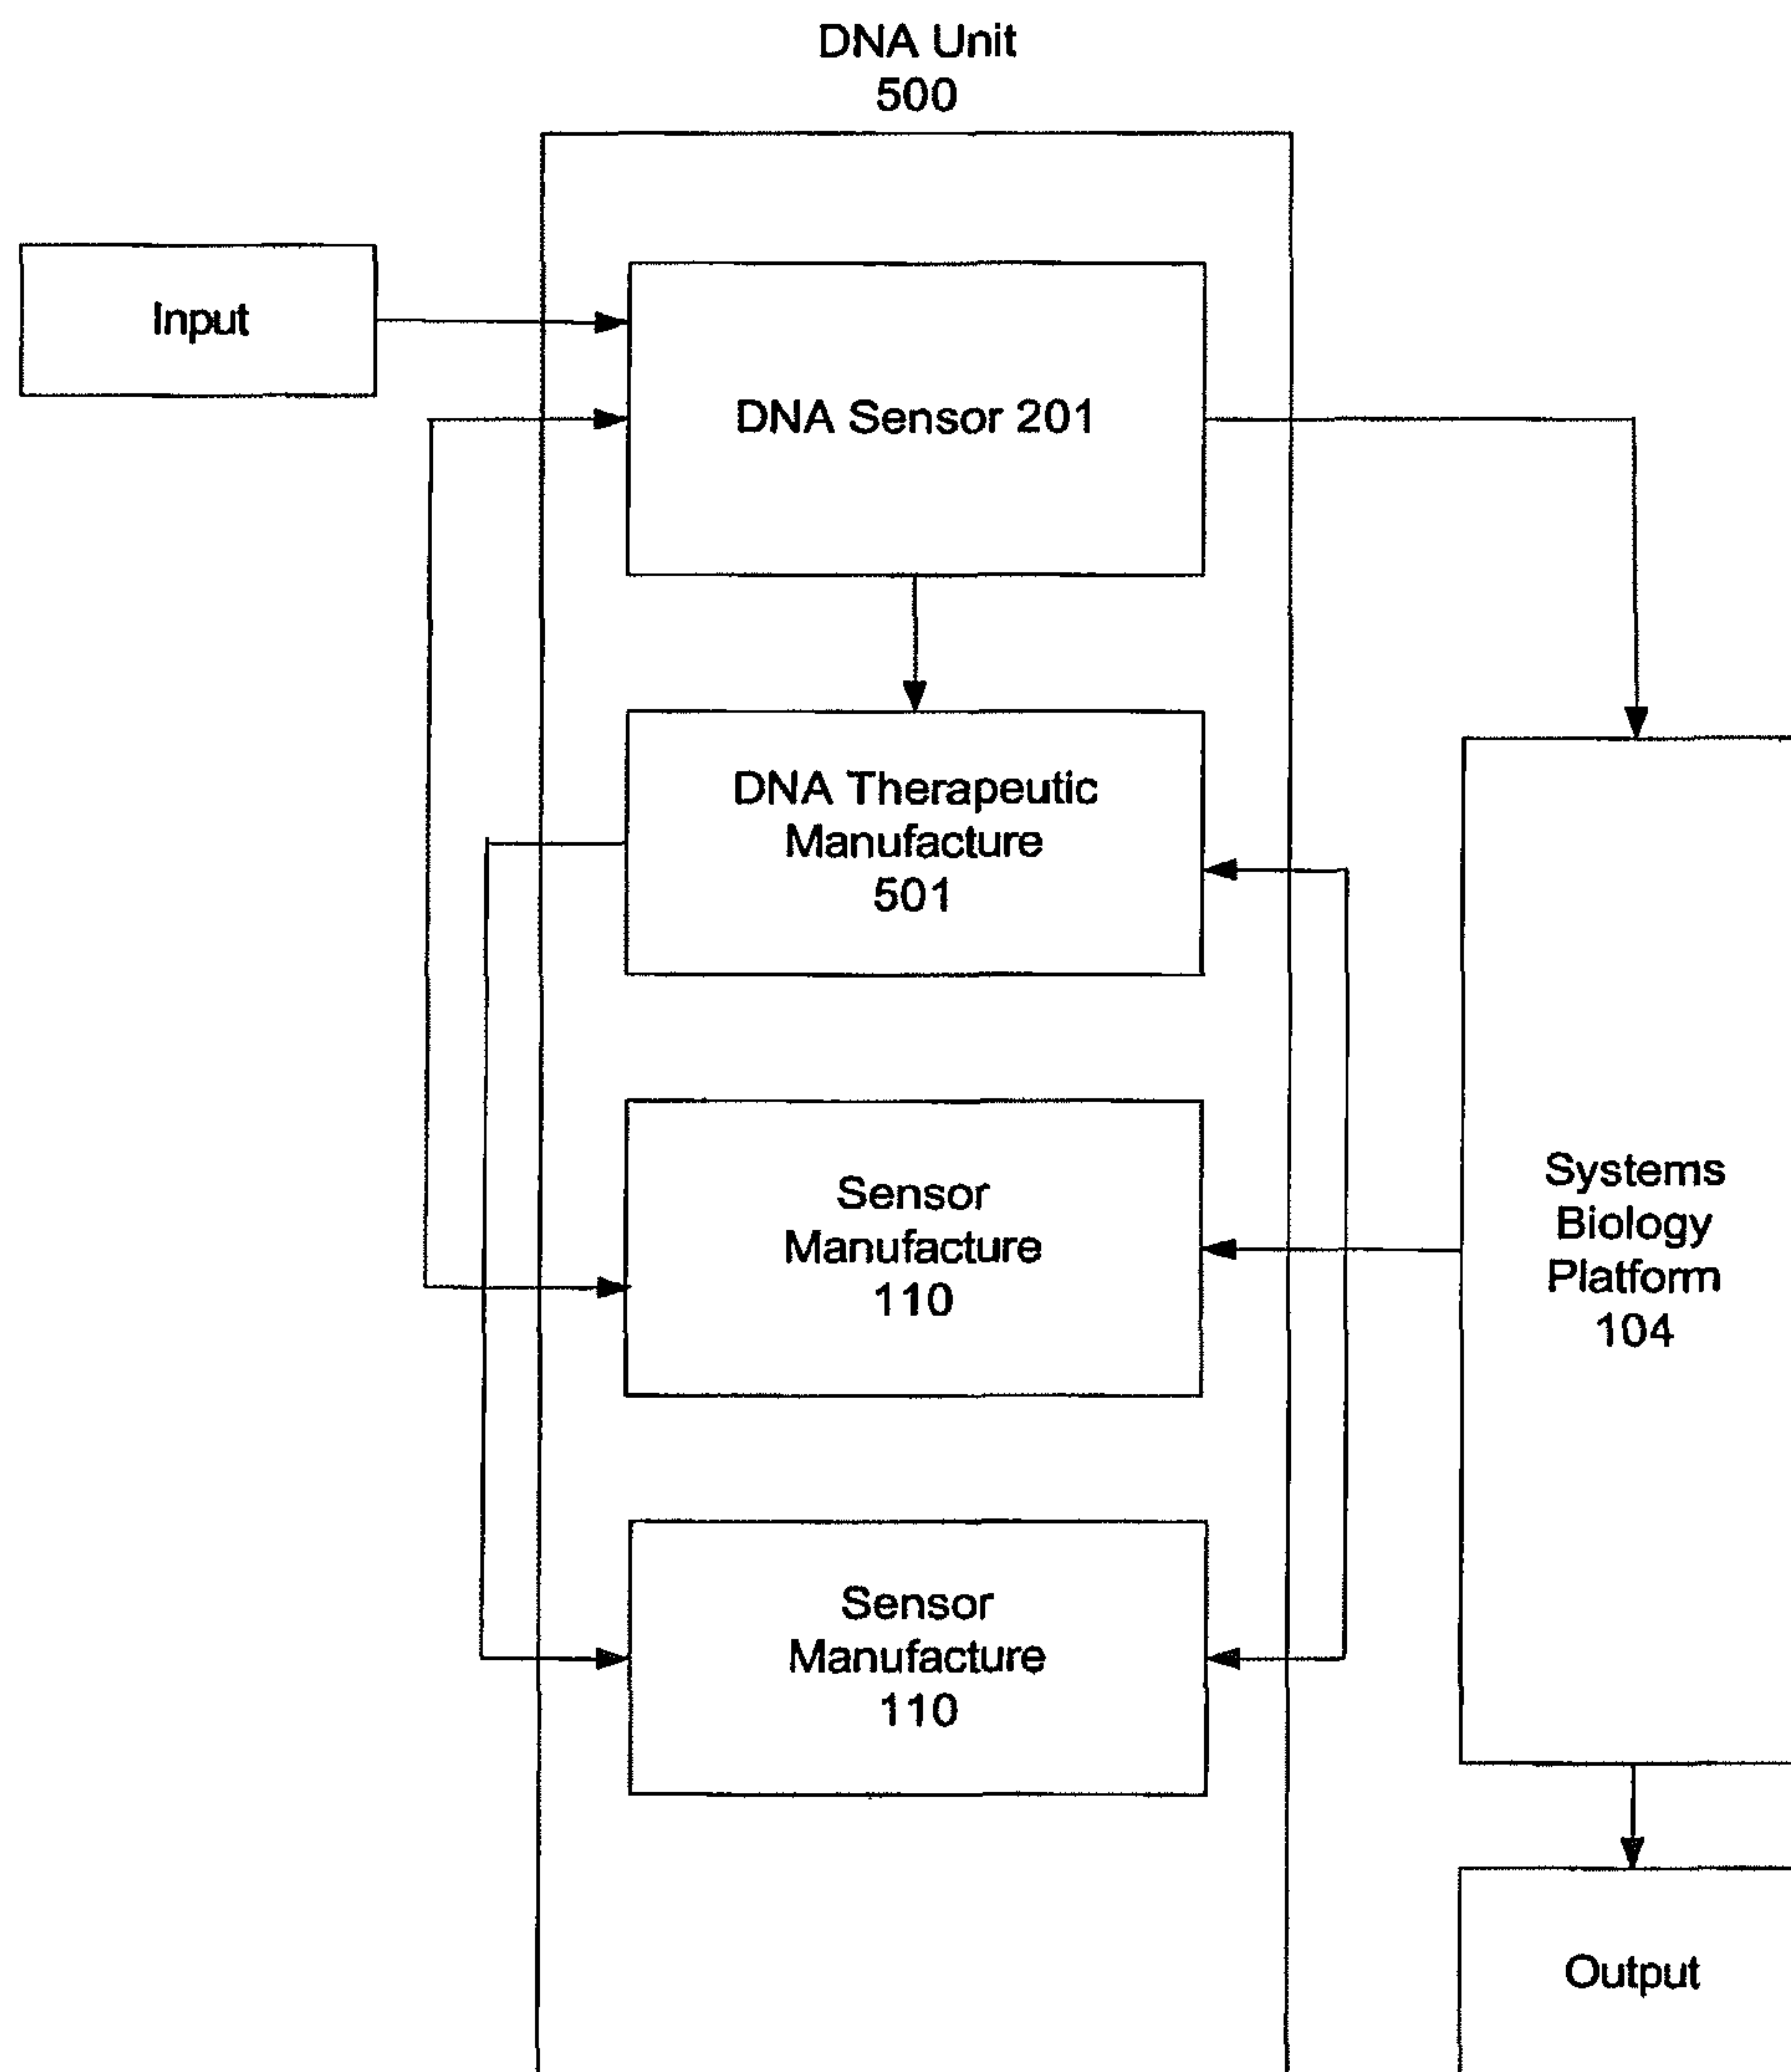 DNA Unit
500
Input
DNA Sensor 201
DNA Therapeutic
Manufacture
501
Sensor
Manufacture
110
Systems
Biology
Platform
104
Sensor
Manufacture
110
Output